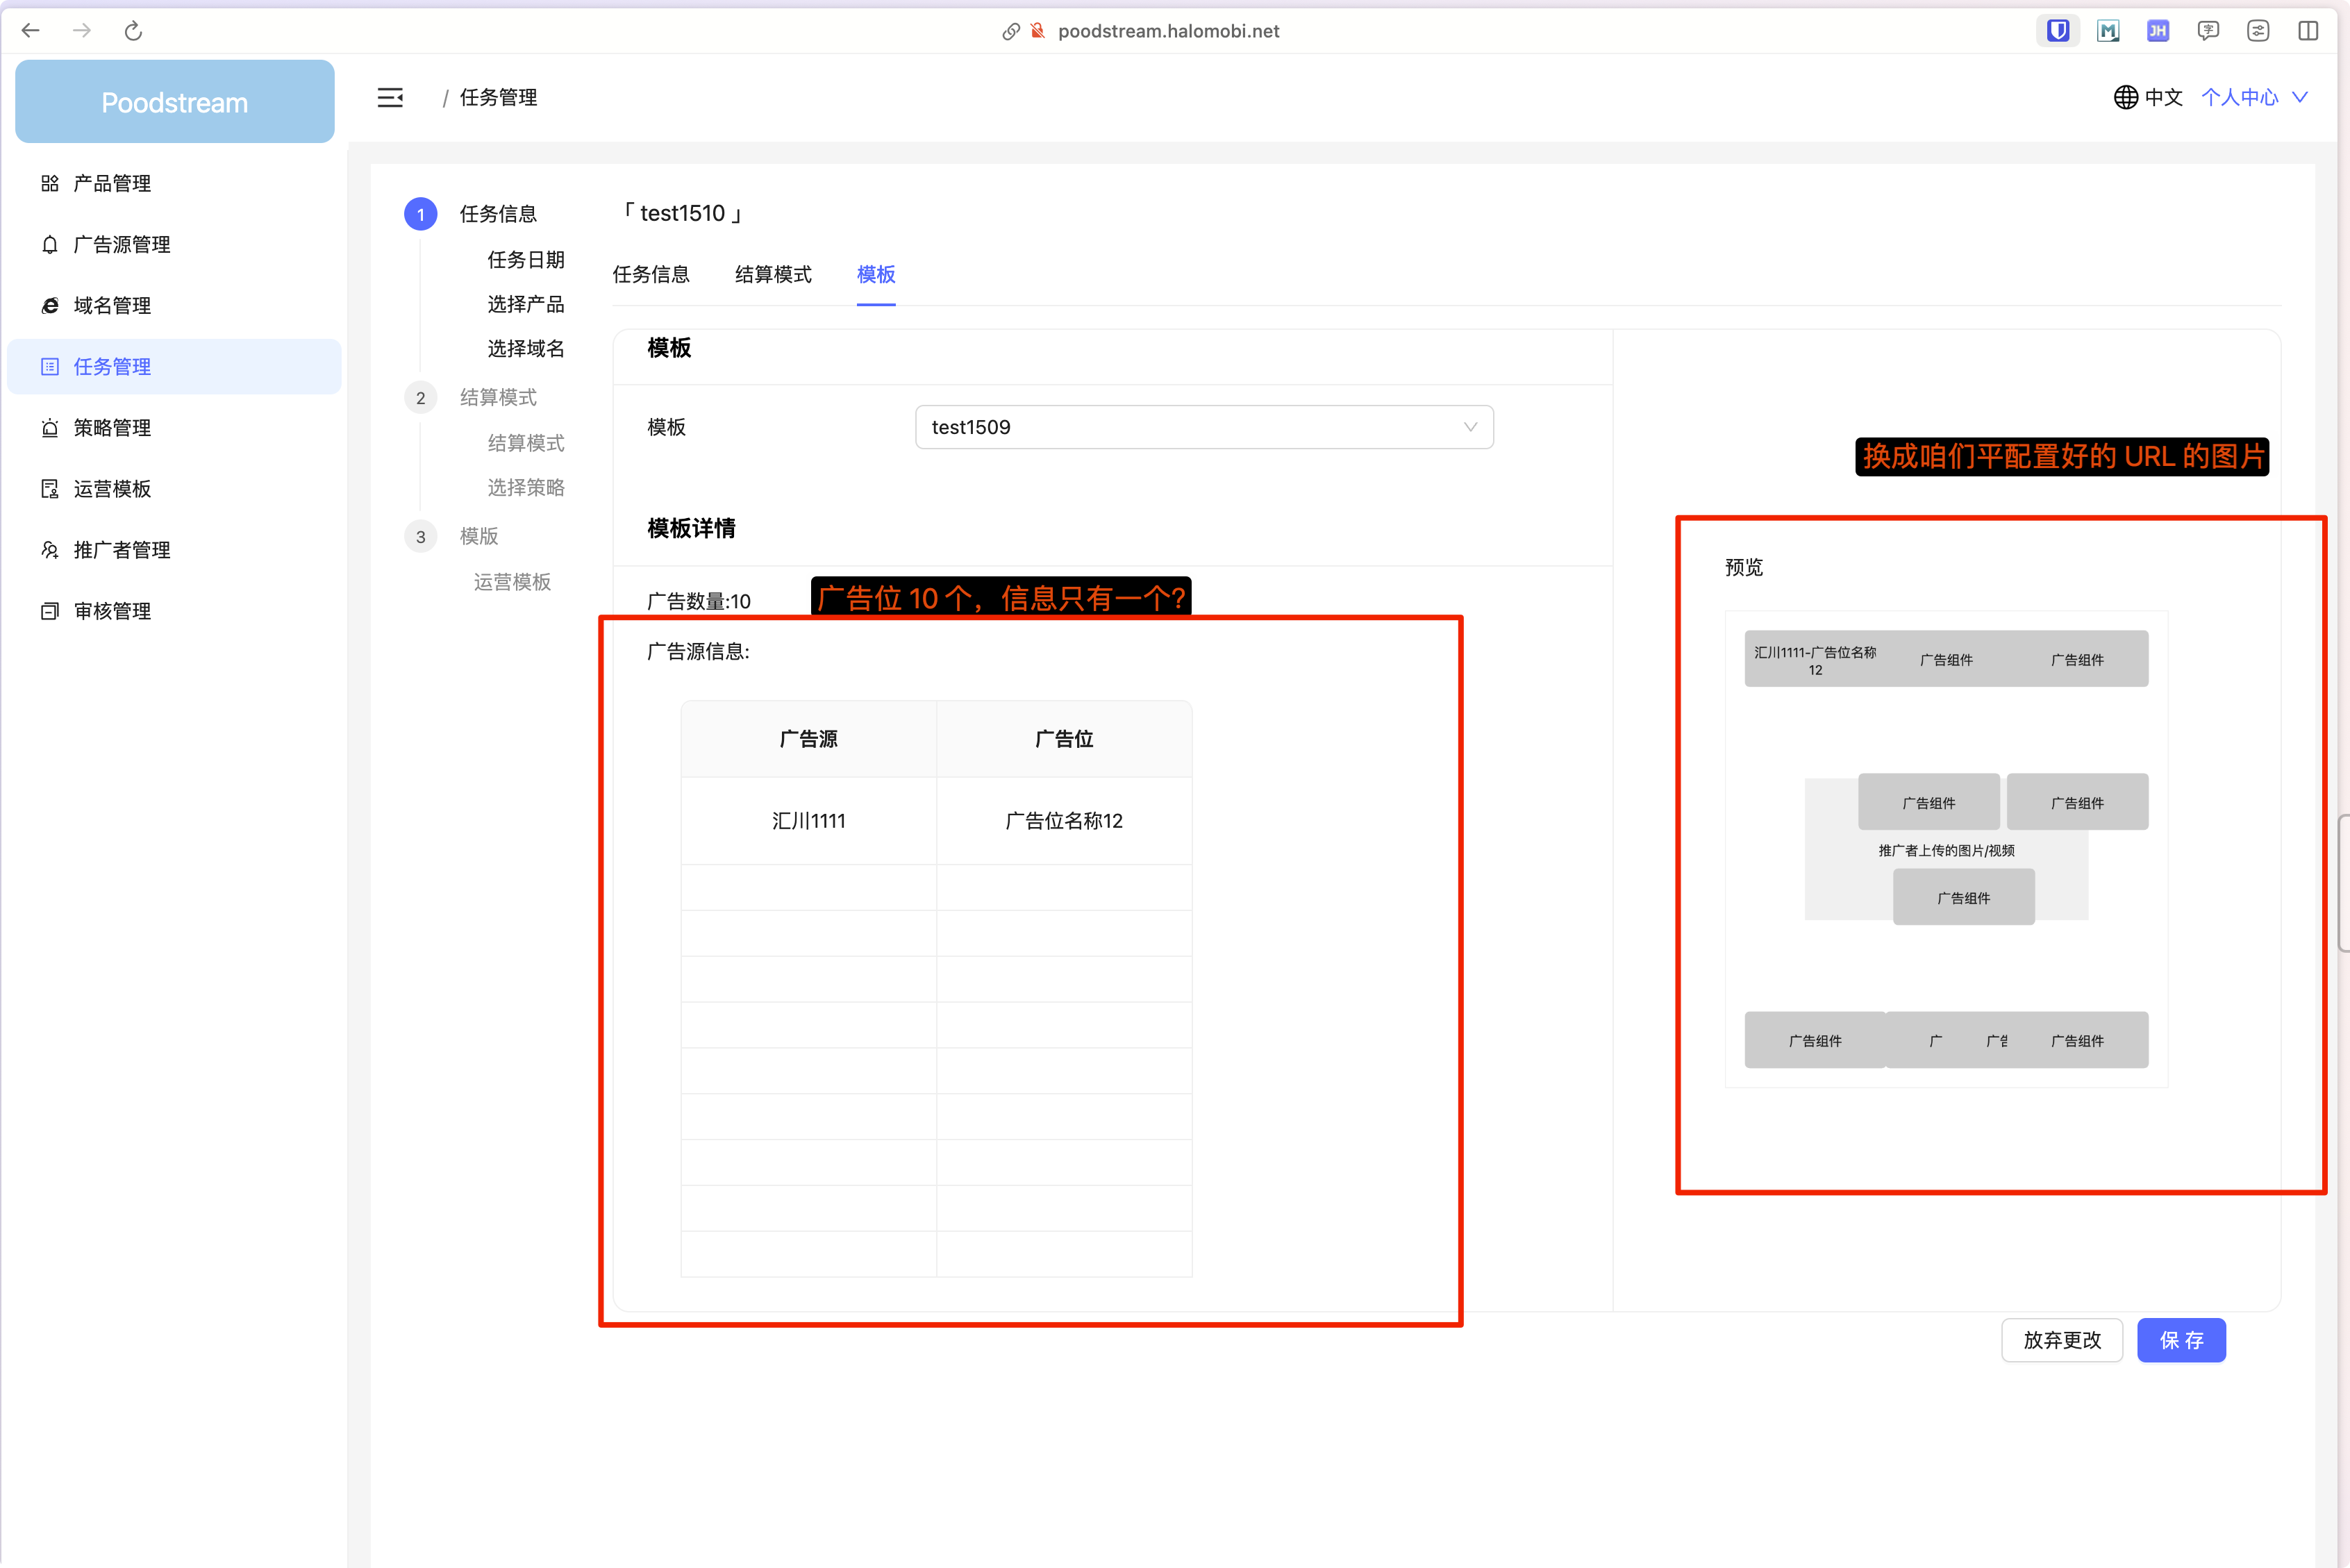 poodstream.halomobi.net
JH
Poodstream
/ 任务管理
中文 个人中心
产品管理
广告源管理
域名管理
任务管理
策略管理
运营模板
推广者管理
审核管理
1 任务信息
任务日期
选择产品
选择域名
2 结算模式
结算模式
选择策略
3 模版
运营模板
「 test1510 」
任务信息 结算模式 模板
模板
模板 test1509
模板详情
广告数量:10
广告位 10 个，信息只有一个?
广告源信息:
广告源 广告位
汇川1111 广告位名称12
换成咱们平配置好的 URL 的图片
预览
汇川1111-广告位名称
12
广告组件 广告组件
广告组件 广告组件
推广者上传的图片/视频
广告组件
广告组件 广 广告 广告组件
放弃更改 保 存